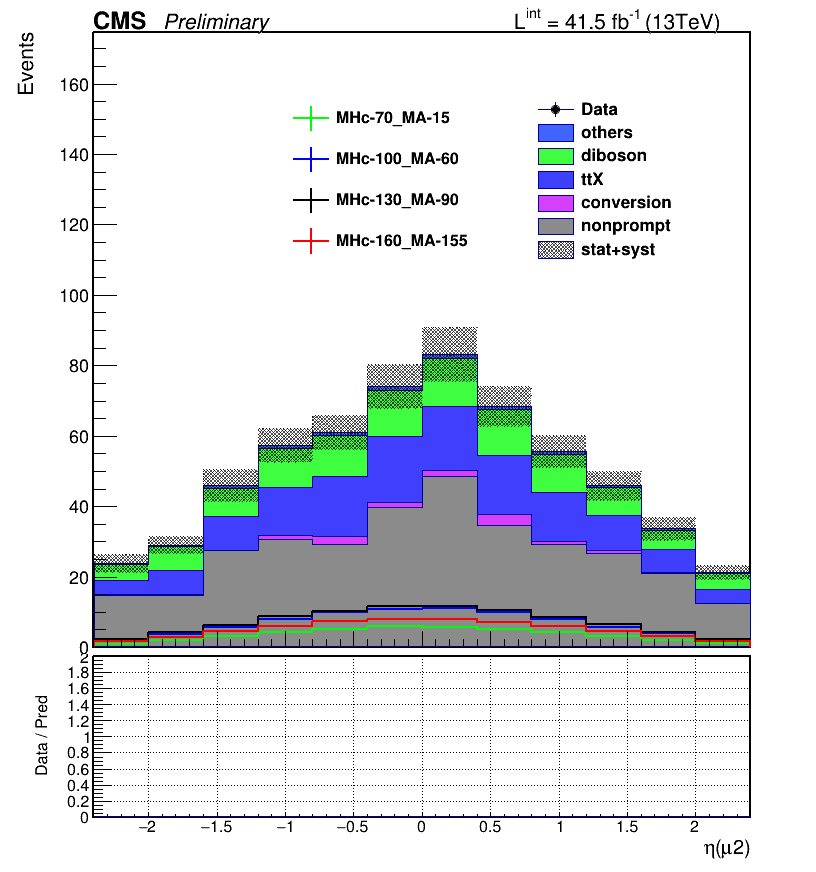 CMS Preliminary L^int = 41.5 fb^-1 (13TeV)
Events
160
140
120
100
80
60
40
20
0
MHc-70_MA-15
MHc-100_MA-60
MHc-130_MA-90
MHc-160_MA-155
Data
others
diboson
ttX
conversion
nonprompt
stat+syst
Data / Pred
2
1.8
1.6
1.4
1.2
1
0.8
0.6
0.4
0.2
0
−2 −1.5 −1 −0.5 0 0.5 1 1.5 2
η(μ2)